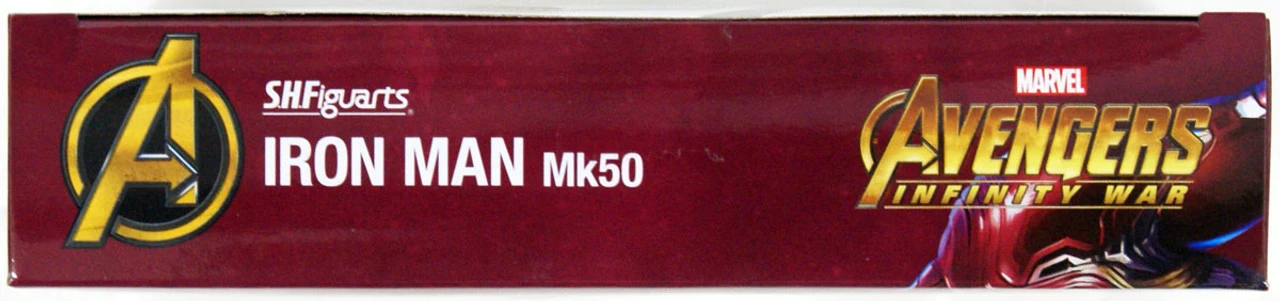 S.H.Figuarts
IRON MAN Mk50
MARVEL
AVENGERS
INFINITY WAR